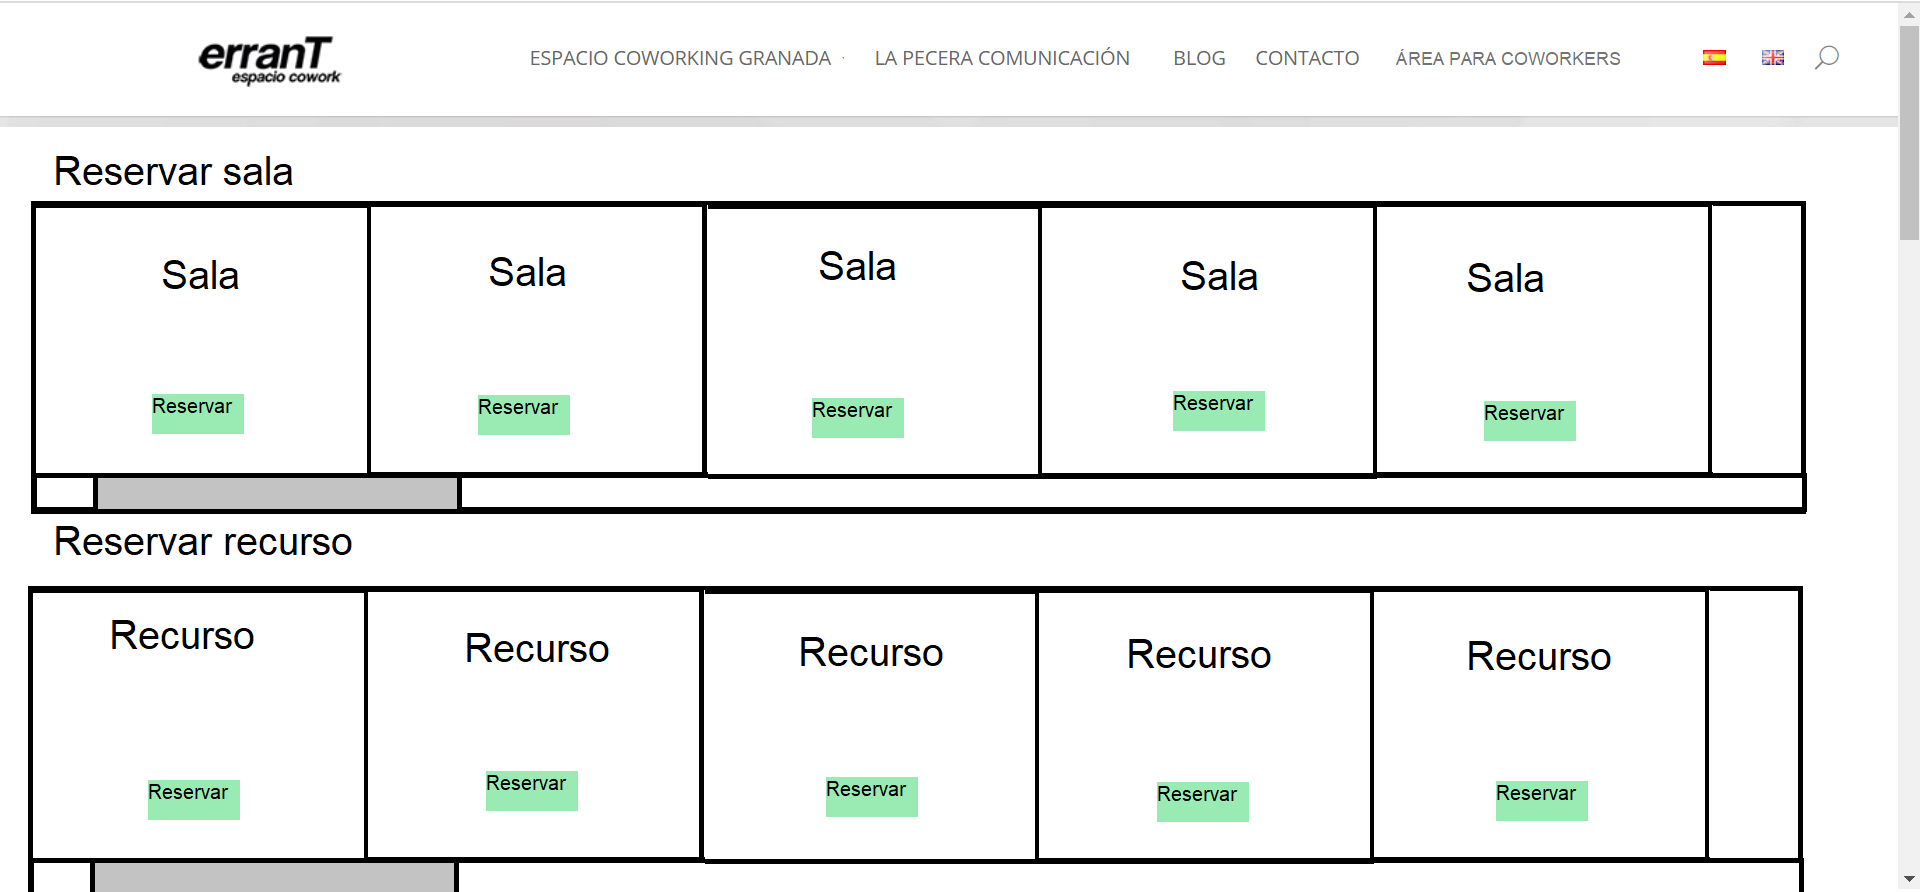 erranT
espacio cowork
ESPACIO COWORKING GRANADA · LA PECERA COMUNICACIÓN BLOG CONTACTO ÁREA PARA COWORKERS
Reservar sala
Sala Sala Sala Sala Sala
Reservar Reservar Reservar Reservar Reservar
Reservar recurso
Recurso Recurso Recurso Recurso Recurso
Reservar Reservar Reservar Reservar Reservar